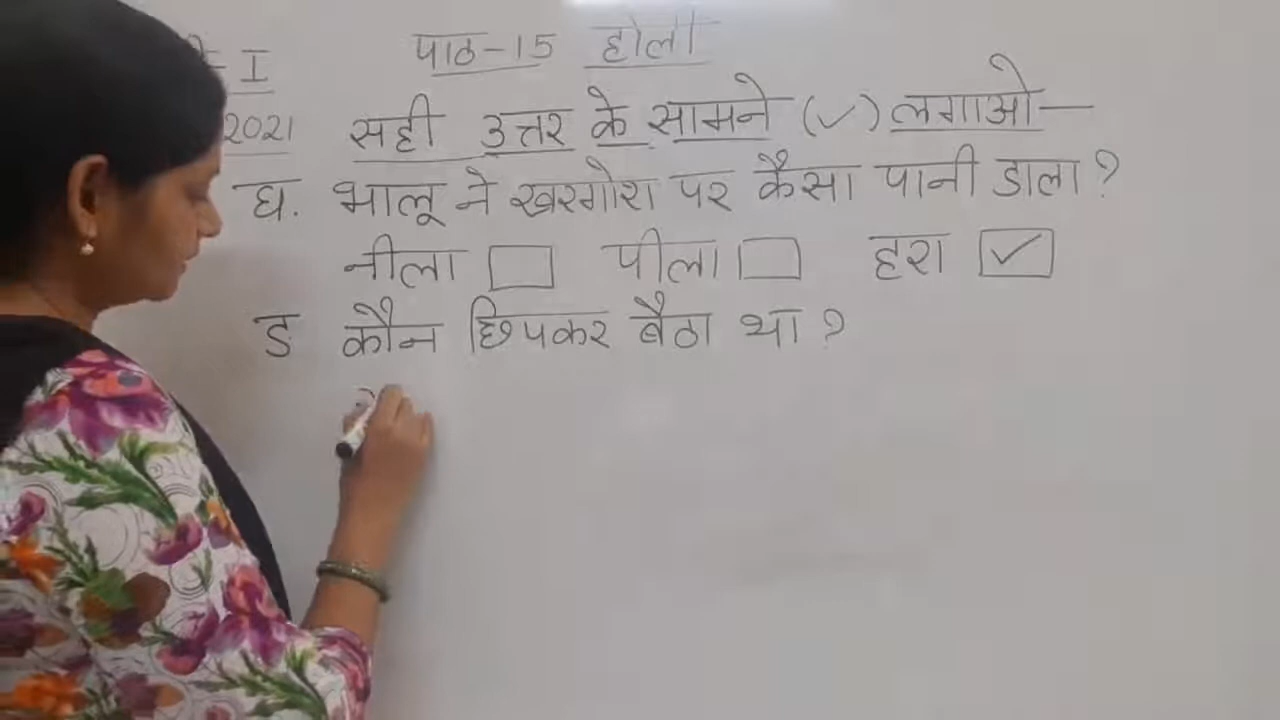 I पाठ-15 होली
2021 सही उत्तर के सामने (✓) लगाओ—
घ. भालू ने खरगोश पर कैसा पानी डाला?
नीला □ पीला □ हरा ☑
ङ कौन छिपकर बैठा था?